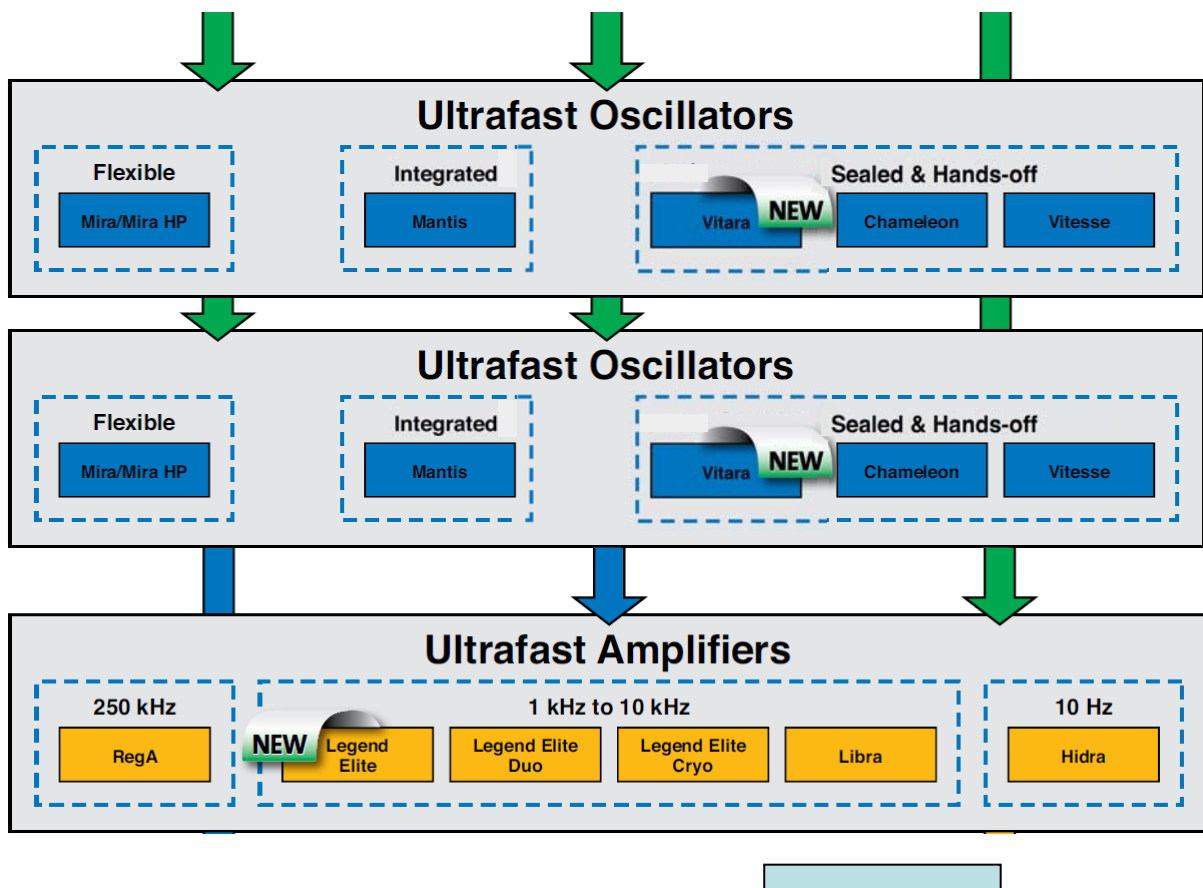 Ultrafast Oscillators
Flexible
Integrated
Sealed & Hands-off
Mira/Mira HP
Mantis
Vitara
NEW
Chameleon
Vitesse
Ultrafast Oscillators
Flexible
Integrated
Sealed & Hands-off
Mira/Mira HP
Mantis
Vitara
NEW
Chameleon
Vitesse
Ultrafast Amplifiers
250 kHz
1 kHz to 10 kHz
10 Hz
RegA
NEW
Legend
Elite
Legend Elite
Duo
Legend Elite
Cryo
Libra
Hidra